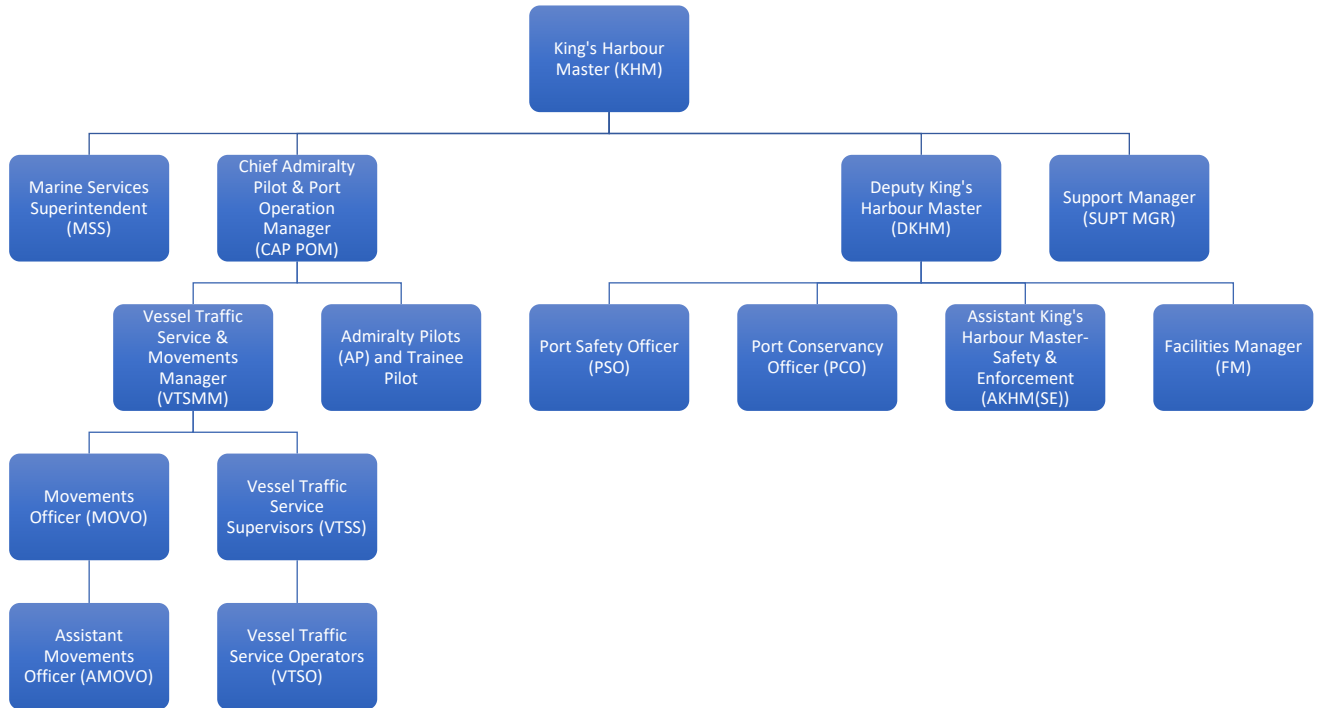 King's
Harbour
Master (KHM)
Marine Services
Superintendent
(MSS)
Chief Admiralty
Pilot & Port
Operation
Manager
(CAP POM)
Deputy King's
Harbour Master
(DKHM)
Support Manager
(SUPT MGR)
Vessel Traffic
Service &
Movements
Manager
(VTSMM)
Admiralty Pilots
(AP) and Trainee
Pilot
Port Safety Officer
(PSO)
Port Conservancy
Officer (PCO)
Assistant King's
Harbour Master-
Safety &
Enforcement
(AKHM(SE))
Facilities Manager
(FM)
Movements
Officer (MOVO)
Vessel Traffic
Service
Supervisors (VTSS)
Assistant
Movements
Officer (AMOVO)
Vessel Traffic
Service Operators
(VTSO)